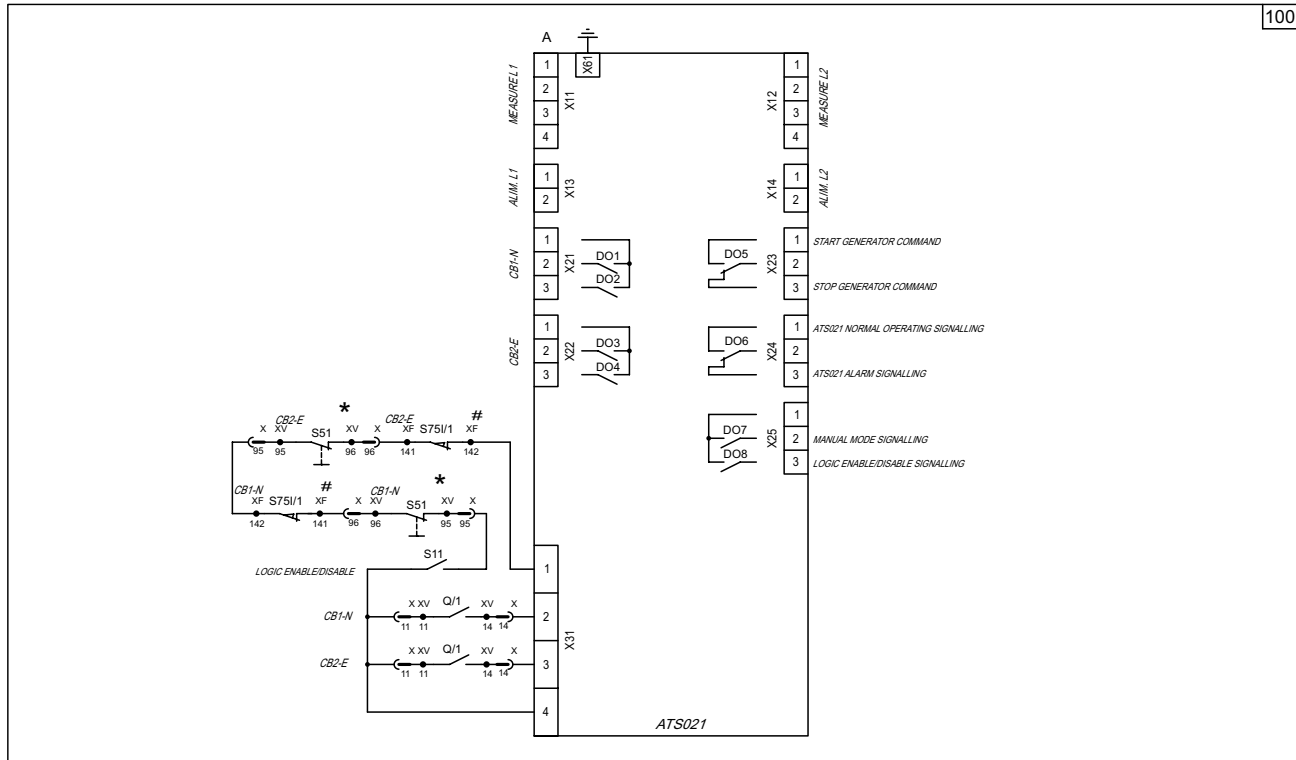 100
A
X61
MEASURE L1
1
2
3
4
X11
X12
1
2
3
4
MEASURE L2
ALIM. L1
1
2
X13
X14
1
2
ALIM. L2
CB1-N
1
2
3
X21
DO1
DO2
DO5
X23
1 START GENERATOR COMMAND
2
3 STOP GENERATOR COMMAND
CB2-E
1
2
3
X22
DO3
DO4
DO6
X24
1 ATS021 NORMAL OPERATING SIGNALLING
2
3 ATS021 ALARM SIGNALLING
DO7
DO8
X25
1
2 MANUAL MODE SIGNALLING
3 LOGIC ENABLE/DISABLE SIGNALLING
CB2-E * CB2-E #
X XV S51 XV X XF S75I/1 XF
95 95 96 96 141 142
CB1-N # CB1-N *
XF S75I/1 XF X XV S51 XV X
142 141 96 96 95 95
S11
LOGIC ENABLE/DISABLE
1
X XV Q/1 XV X
CB1-N
2
11 11 14 14
X31
X XV Q/1 XV X
CB2-E
3
11 11 14 14
4
ATS021